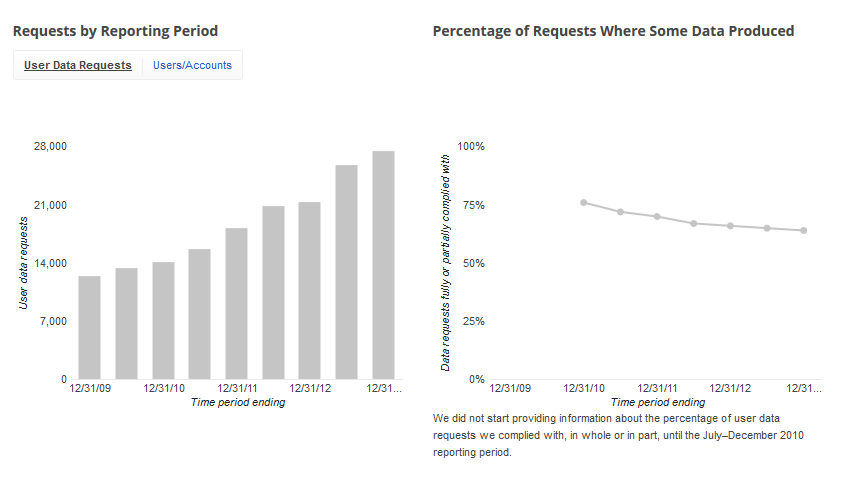 Requests by Reporting Period
User Data Requests
Users/Accounts
28,000
21,000
14,000
7,000
0
User data requests
12/31/09
12/31/10
12/31/11
12/31/12
12/31...
Time period ending
Percentage of Requests Where Some Data Produced
100%
75%
50%
25%
0%
Data requests fully or partially complied with
12/31/09
12/31/10
12/31/11
12/31/12
12/31...
Time period ending
We did not start providing information about the percentage of user data
requests we complied with, in whole or in part, until the July–December 2010
reporting period.